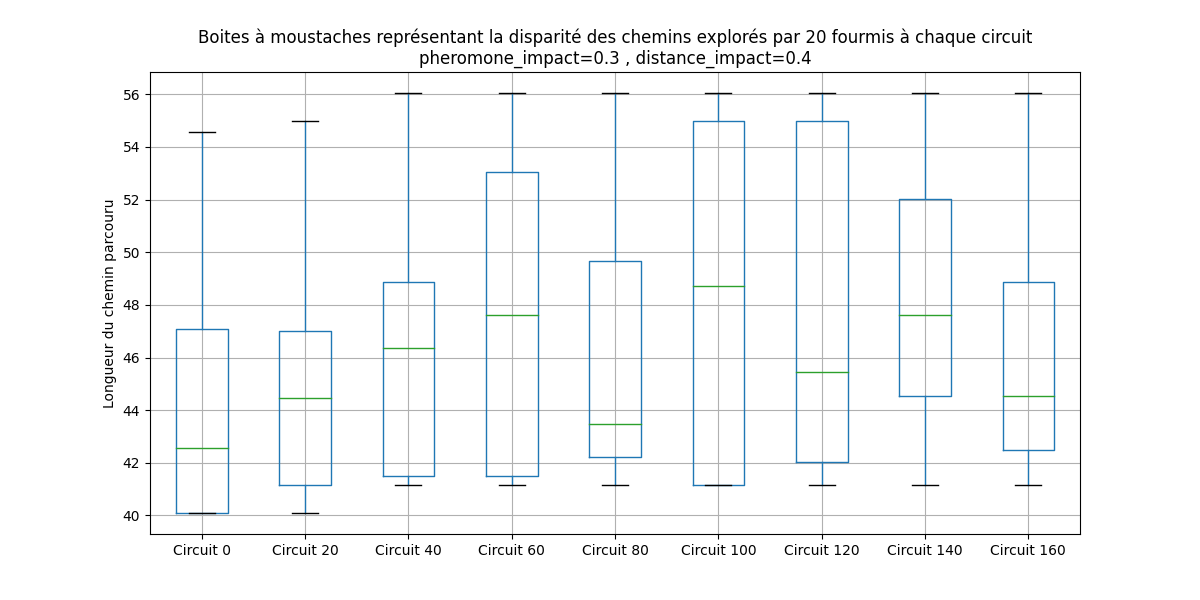 Boites à moustaches représentant la disparité des chemins explorés par 20 fourmis à chaque circuit
pheromone_impact=0.3 , distance_impact=0.4
Longueur du chemin parcouru
56
54
52
50
48
46
44
42
40
Circuit 0
Circuit 20
Circuit 40
Circuit 60
Circuit 80
Circuit 100
Circuit 120
Circuit 140
Circuit 160